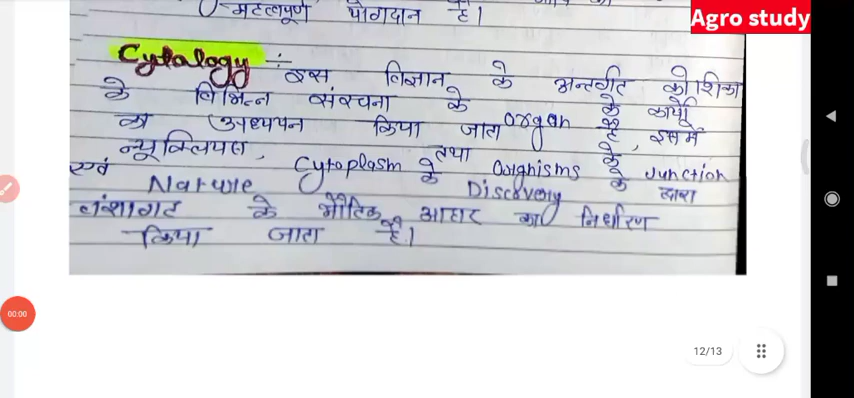 महत्वपूर्ण योगदान है।
Agro study
Cytology ÷ इस विज्ञान के अन्तर्गत कोशिका
के विभिन्न संरचना के organ के कार्यों
का अध्ययन किया जाता है, इसमें
न्यूक्लियस, Cytoplasm तथा Organisms के Junction
एवं Nature के Discovery के द्वारा
वंशागत के भौतिक आधार का निर्धारण
किया जाता है।
00:00
12/13